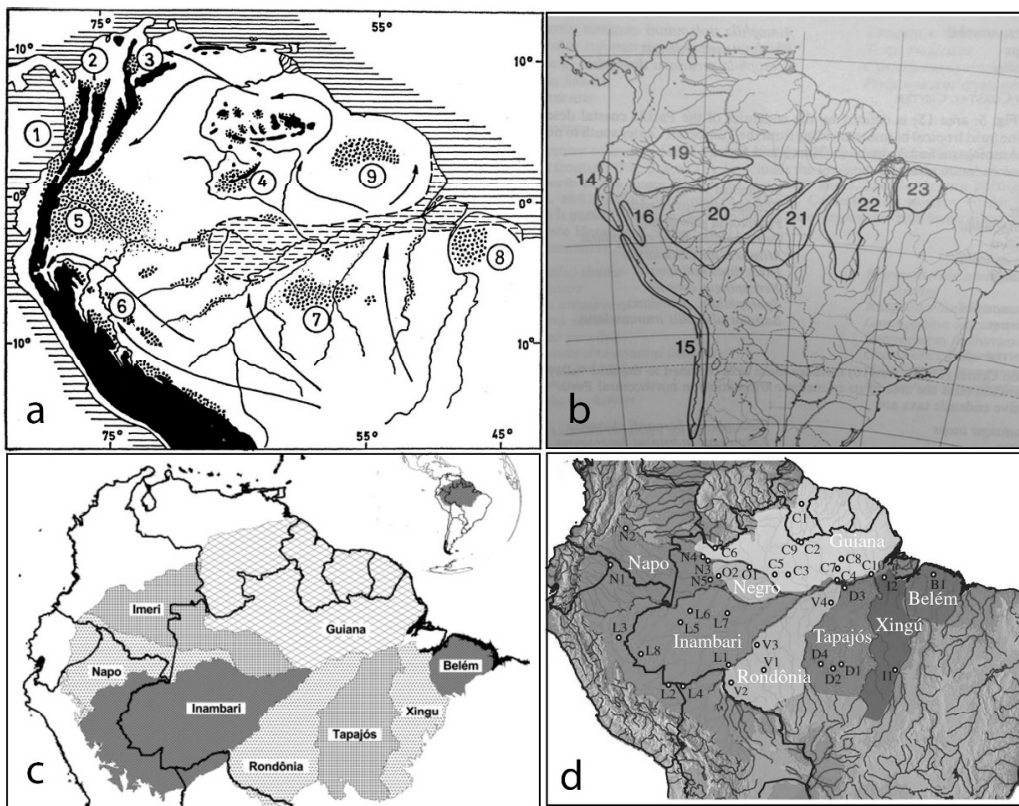 75°
55°
10°
10°
2
3
1
4
9
0°
0°
5
8
6
7
10°
10°
75°
55°
45°
a
19
14
23
16
20
21
22
15
b
Imeri
Guiana
Napo
Belém
Inambari
Xingu
Tapajós
Rondônia
c
C1
N2
C9 C2
Guiana
N4 C6
C8
Napo
N3
C7 C10
N1
O2 O1 C5 C3
C4 I2
N5
Negro
D3
B1
V4
Belém
L6
L7
Xingú
L5
Tapajós
L3
Inambari
V3
L8
L1
D4
V1
D1
Rondônia
D2
I1
L2 L4
V2
d